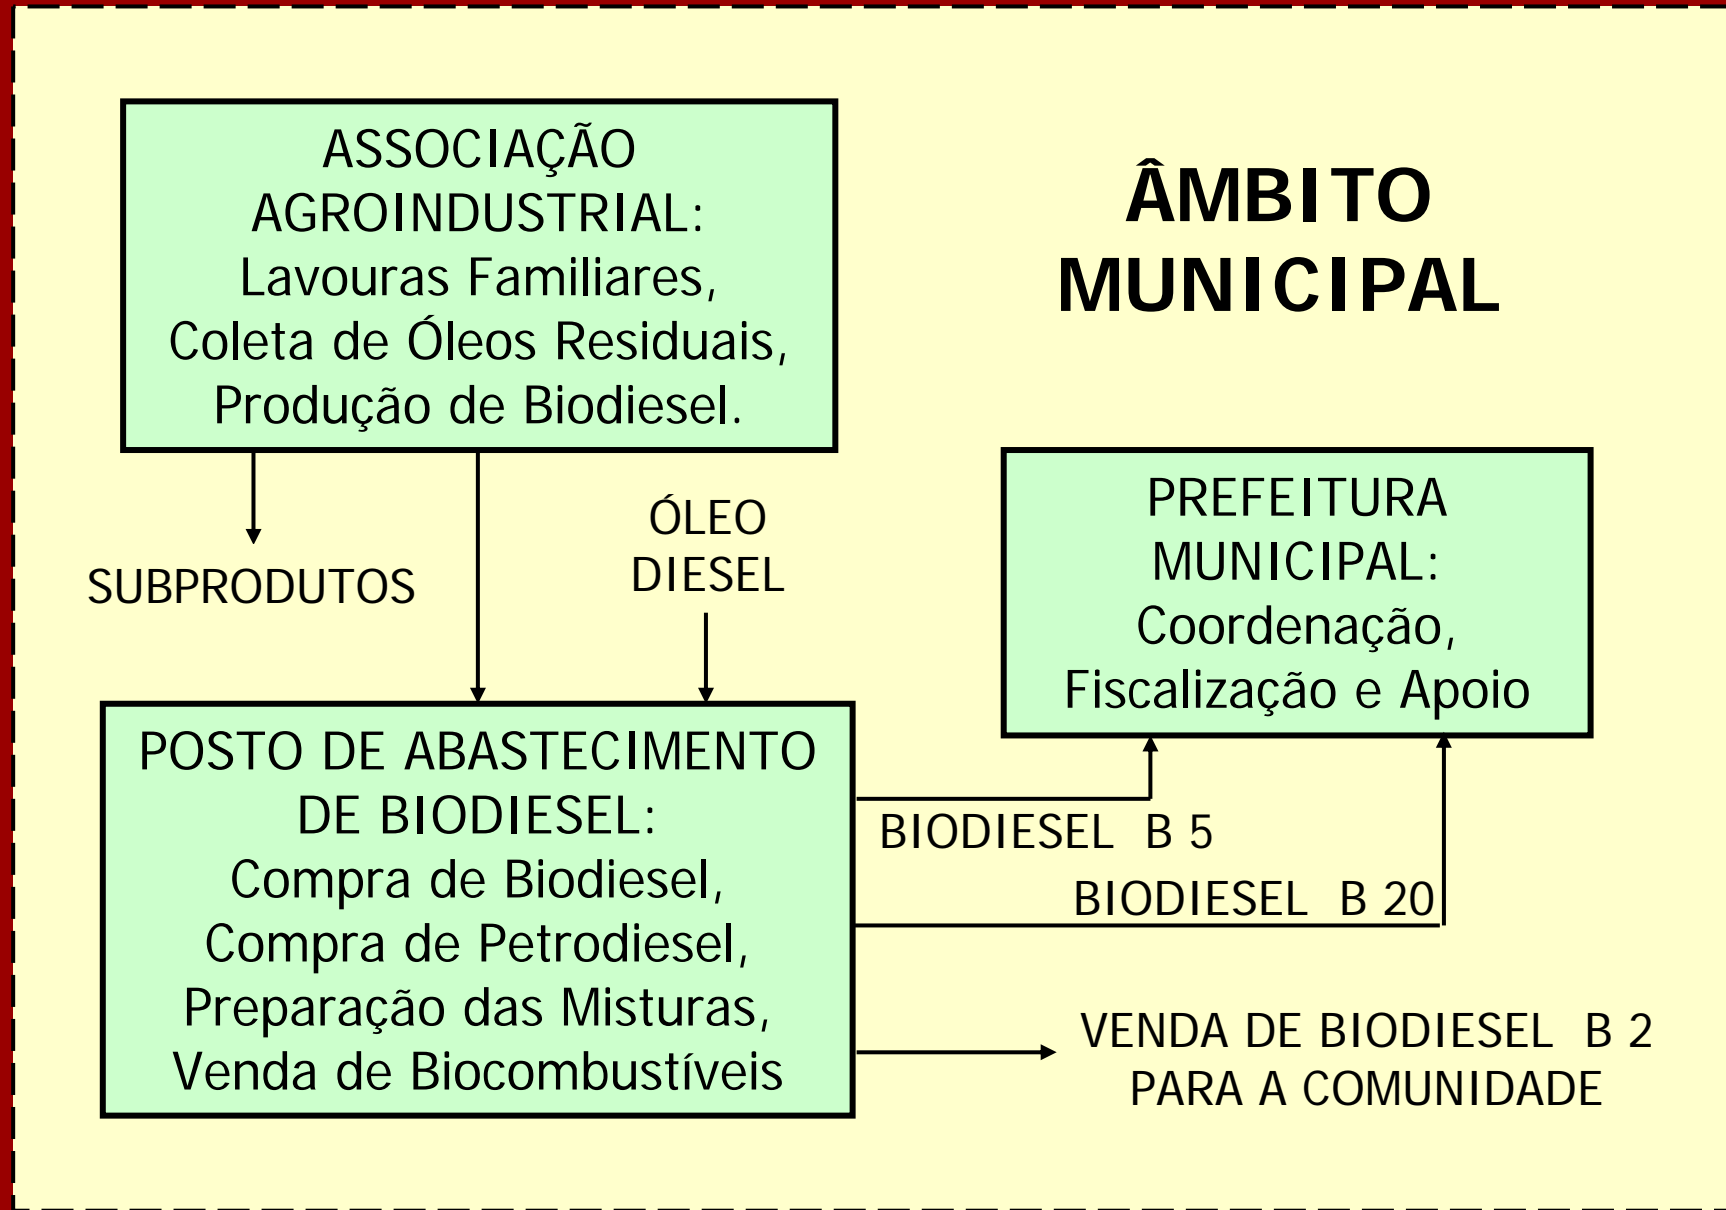 ASSOCIAÇÃO
AGROINDUSTRIAL:
Lavouras Familiares,
Coleta de Óleos Residuais,
Produção de Biodiesel.
ÂMBITO
MUNICIPAL
SUBPRODUTOS
ÓLEO
DIESEL
PREFEITURA
MUNICIPAL:
Coordenação,
Fiscalização e Apoio
POSTO DE ABASTECIMENTO
DE BIODIESEL:
Compra de Biodiesel,
Compra de Petrodiesel,
Preparação das Misturas,
Venda de Biocombustíveis
BIODIESEL B 5
BIODIESEL B 20
VENDA DE BIODIESEL B 2
PARA A COMUNIDADE